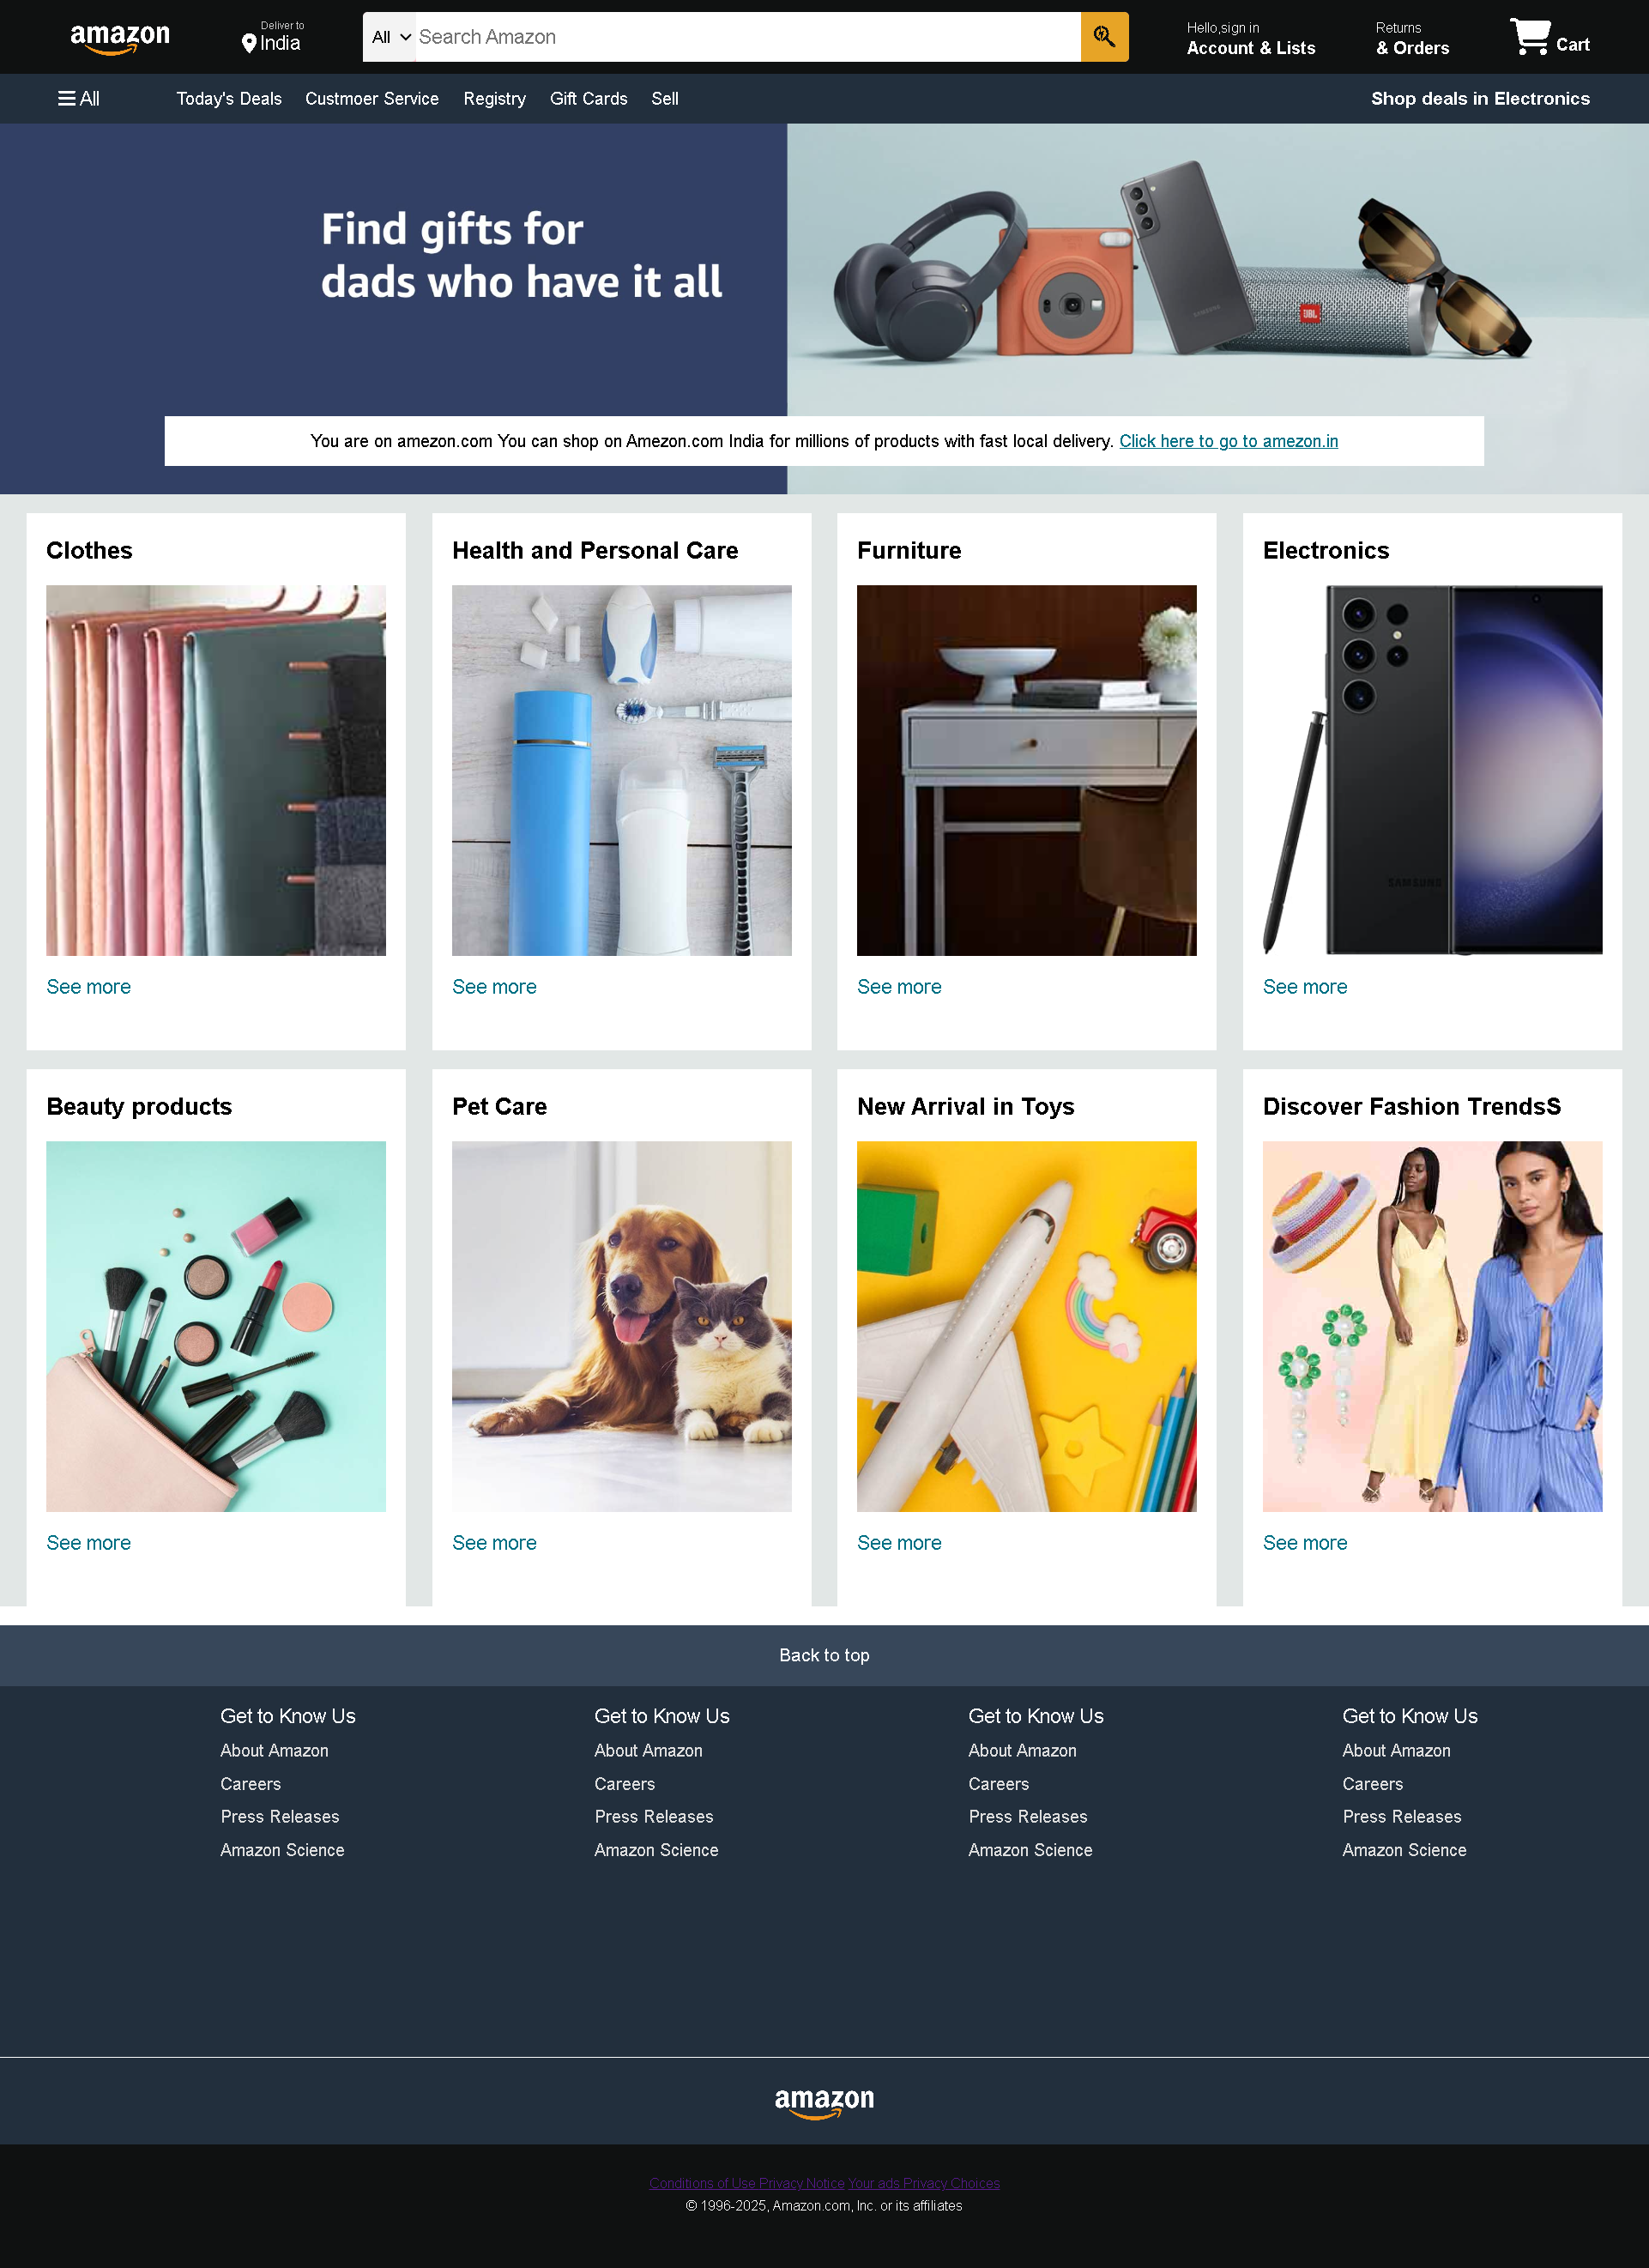 amazon
Deliver to
India
All
Search Amazon
Hello,sign in
Account & Lists
Returns
& Orders
Cart
All
Today's Deals
Custmoer Service
Registry
Gift Cards
Sell
Shop deals in Electronics
Find gifts for
dads who have it all
JBL
SAMSUNG
You are on amazon.com You can shop on Amezon.com India for millions of products with fast local delivery. Click here to go to amezon.in
Clothes
Health and Personal Care
Furniture
Electronics
SAMSUNG
See more
See more
See more
See more
Beauty products
Pet Care
New Arrival in Toys
Discover Fashion TrendsS
See more
See more
See more
See more
Back to top
Get to Know Us
About Amazon
Careers
Press Releases
Amazon Science
Get to Know Us
About Amazon
Careers
Press Releases
Amazon Science
Get to Know Us
About Amazon
Careers
Press Releases
Amazon Science
Get to Know Us
About Amazon
Careers
Press Releases
Amazon Science
amazon
Conditions of Use Privacy Notice Your ads Privacy Choices
© 1996-2025, Amazon.com, Inc. or its affiliates